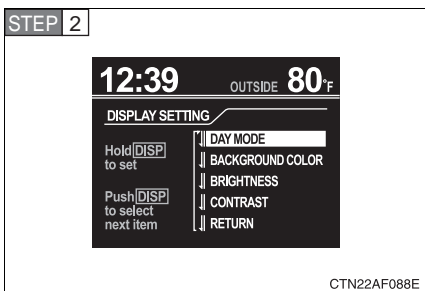 STEP 2
12:39 OUTSIDE 80°F
DISPLAY SETTING
Hold DISP
to set
Push DISP
to select
next item
DAY MODE
BACKGROUND COLOR
BRIGHTNESS
CONTRAST
RETURN
CTN22AF088E